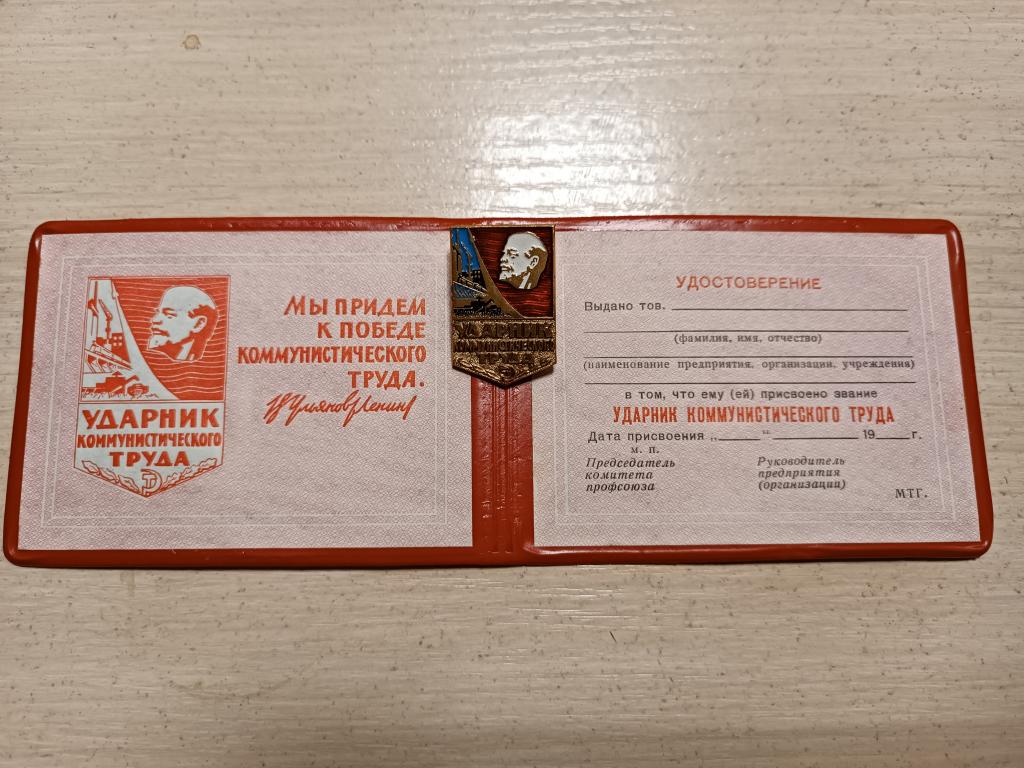 УДАРНИК
КОММУНИСТИЧЕСКОГО
ТРУДА
МЫ ПРИДЕМ
К ПОБЕДЕ
КОММУНИСТИЧЕСКОГО
ТРУДА.
В Ульянов (Ленин)
УДАРНИК
КОММУНИСТИЧЕСКОГО
ТРУДА
УДОСТОВЕРЕНИЕ
Выдано тов.
(фамилия, имя, отчество)
(наименование предприятия, организации, учреждения)
в том, что ему (ей) присвоено звание
УДАРНИК КОММУНИСТИЧЕСКОГО ТРУДА
Дата присвоения „ “ 19 г.
м. п.
Председатель
комитета
профсоюза
Руководитель
предприятия
(организации)
МТГ.